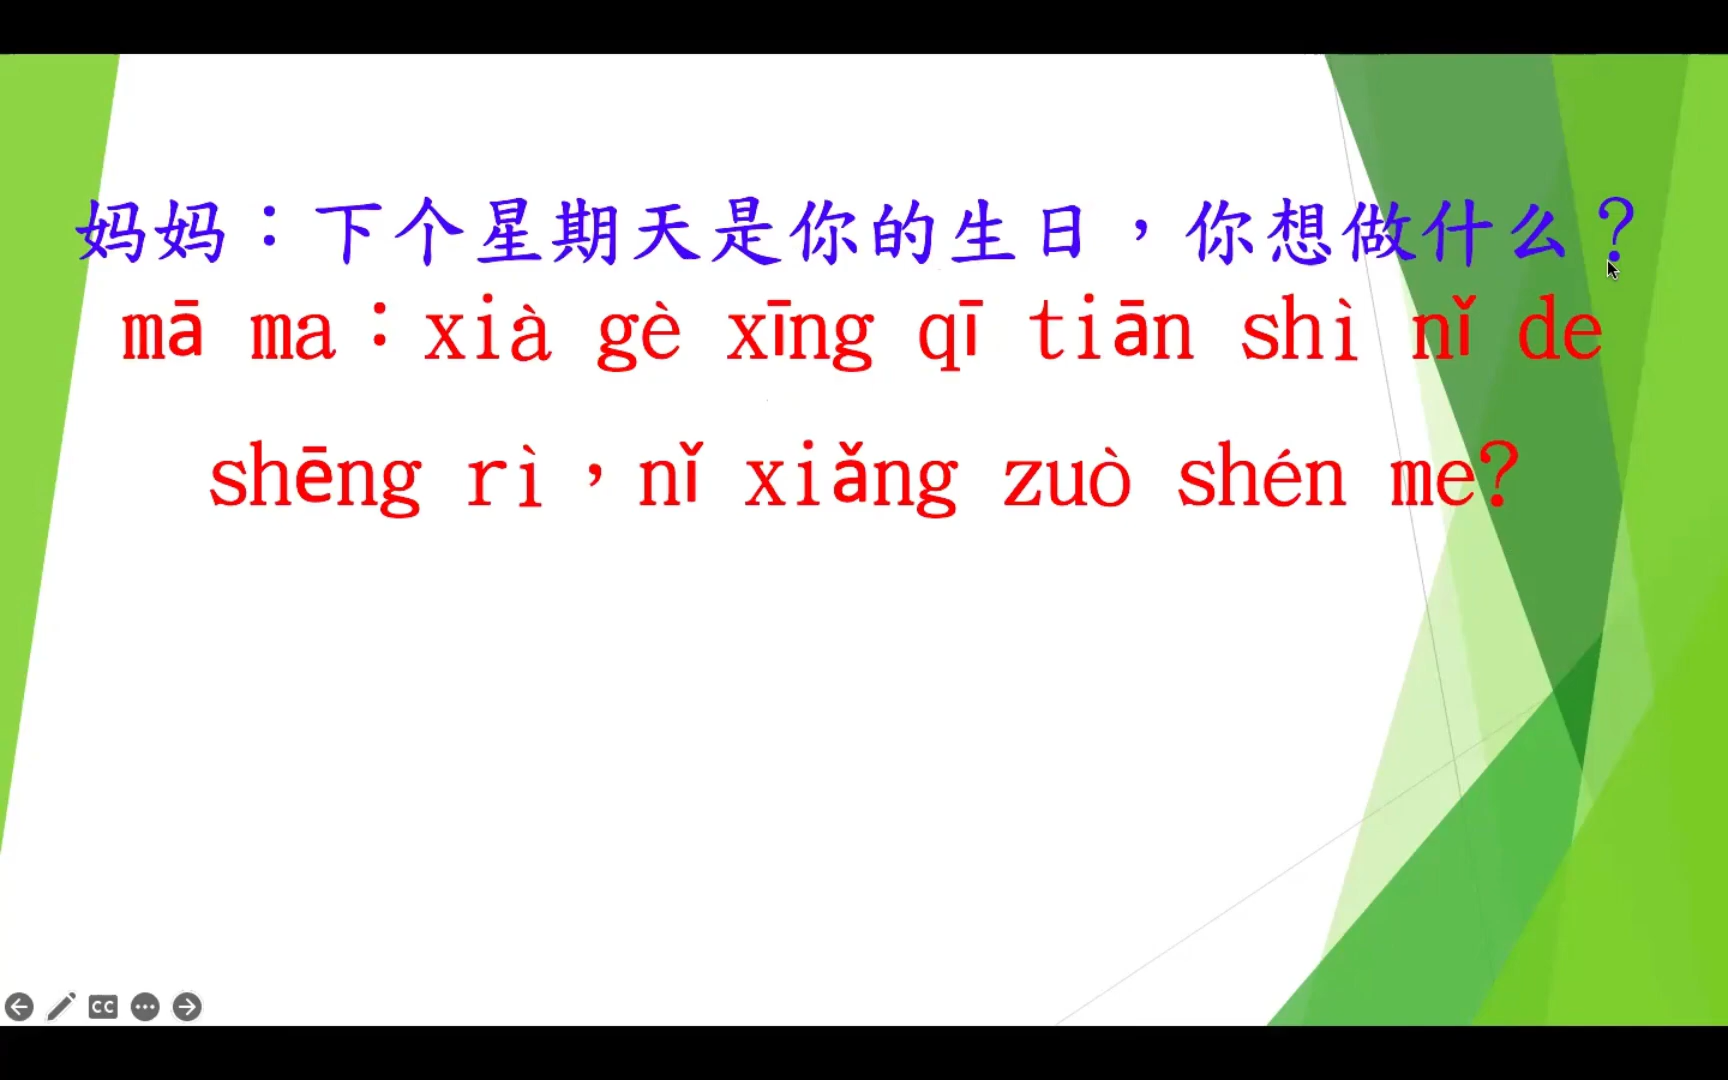 妈妈：下个星期天是你的生日，你想做什么？
mā ma：xià gè xīng qī tiān shì nǐ de
shēng rì，nǐ xiǎng zuò shén me?
CC